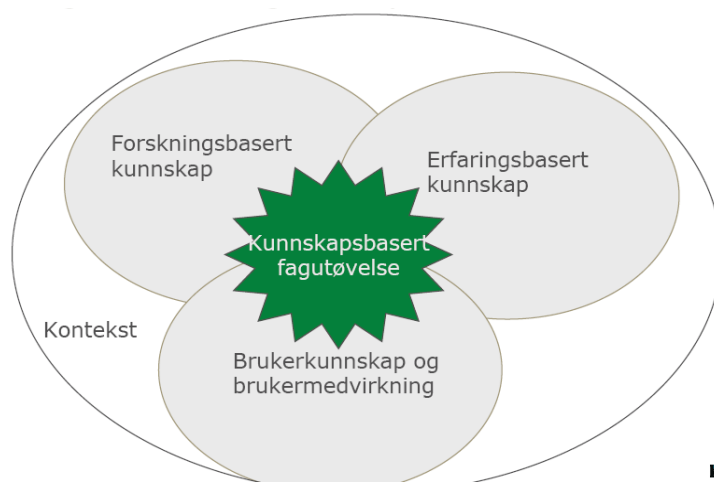 Forskningsbasert
kunnskap
Erfaringsbasert
kunnskap
Kunnskapsbasert
fagutøvelse
Kontekst
Brukerkunnskap og
brukermedvirkning